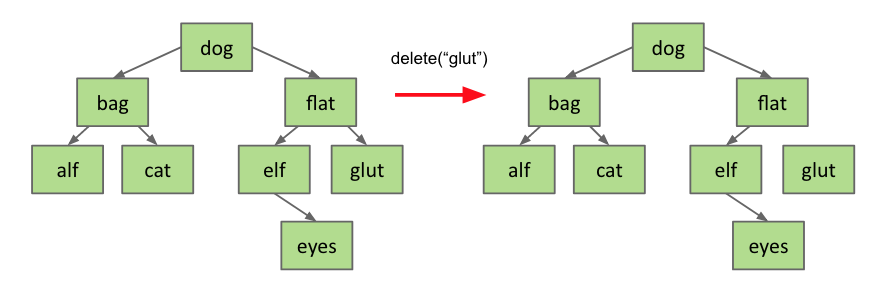 dog
bag
flat
alf
cat
elf
glut
eyes
delete(“glut”)
dog
bag
flat
alf
cat
elf
glut
eyes